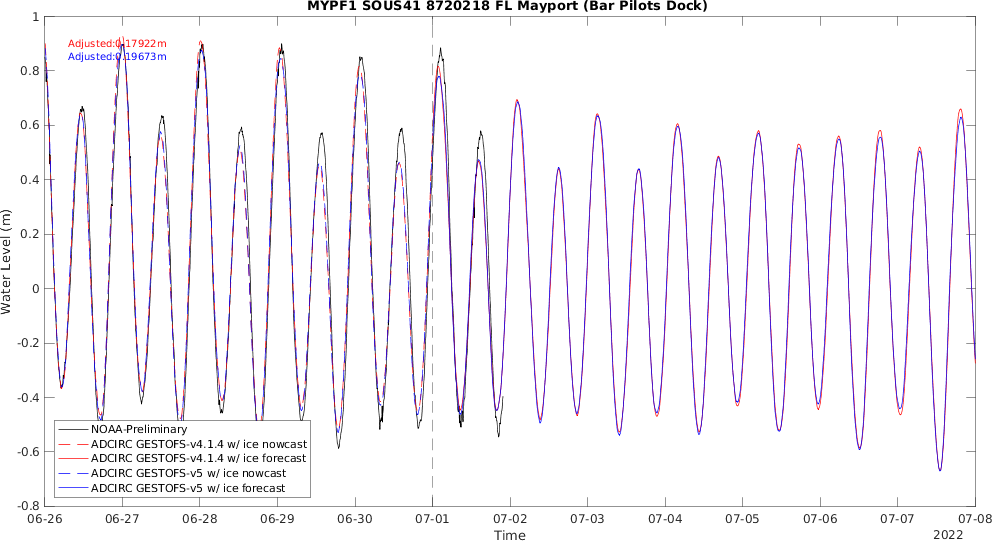 MYPF1 SOUS41 8720218 FL Mayport (Bar Pilots Dock)
Adjusted:0.17922m
Adjusted:0.19673m
Water Level (m)
1
0.8
0.6
0.4
0.2
0
-0.2
-0.4
-0.6
-0.8
NOAA-Preliminary
ADCIRC GESTOFS-v4.1.4 w/ ice nowcast
ADCIRC GESTOFS-v4.1.4 w/ ice forecast
ADCIRC GESTOFS-v5 w/ ice nowcast
ADCIRC GESTOFS-v5 w/ ice forecast
06-26 06-27 06-28 06-29 06-30 07-01 07-02 07-03 07-04 07-05 07-06 07-07 07-08
Time
2022